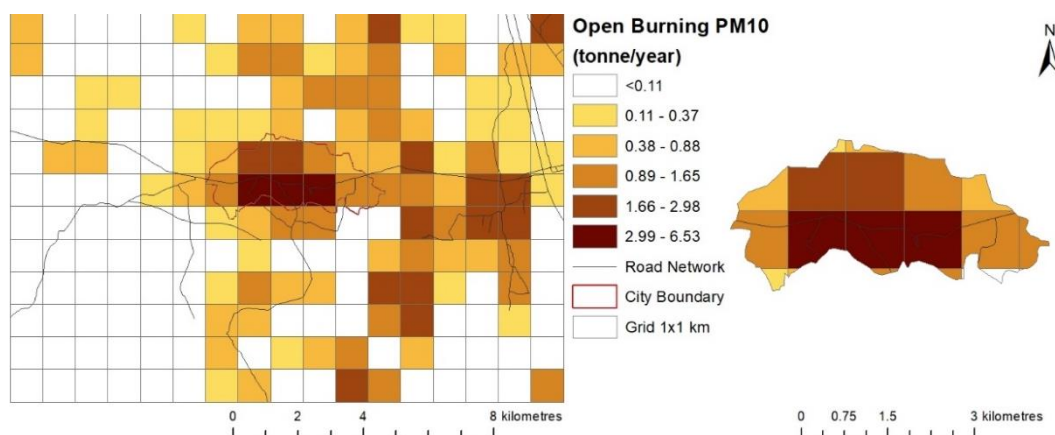 Open Burning PM10
(tonne/year)
<0.11
0.11 - 0.37
0.38 - 0.88
0.89 - 1.65
1.66 - 2.98
2.99 - 6.53
Road Network
City Boundary
Grid 1x1 km
N
0 2 4 8 kilometres
0 0.75 1.5 3 kilometres